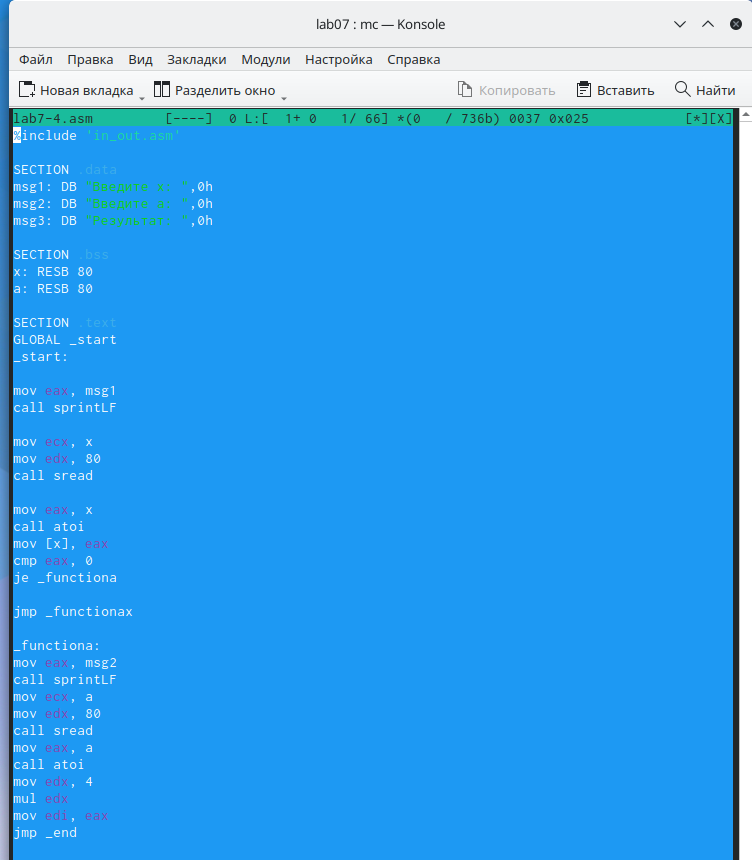 lab07 : mc — Konsole
Файл Правка Вид Закладки Модули Настройка Справка
Новая вкладка Разделить окно Копировать Вставить Найти
lab7-4.asm [----] 0 L:[ 1+ 0 1/ 66] *(0 / 736b) 0037 0x025 [*][X]
%include 'in_out.asm'
SECTION .data
msg1: DB "Введите x: ",0h
msg2: DB "Введите a: ",0h
msg3: DB "Результат: ",0h
SECTION .bss
x: RESB 80
a: RESB 80
SECTION .text
GLOBAL _start
_start:
mov eax, msg1
call sprintLF
mov ecx, x
mov edx, 80
call sread
mov eax, x
call atoi
mov [x], eax
cmp eax, 0
je _functiona
jmp _functionax
_functiona:
mov eax, msg2
call sprintLF
mov ecx, a
mov edx, 80
call sread
mov eax, a
call atoi
mov edx, 4
mul edx
mov edi, eax
jmp _end